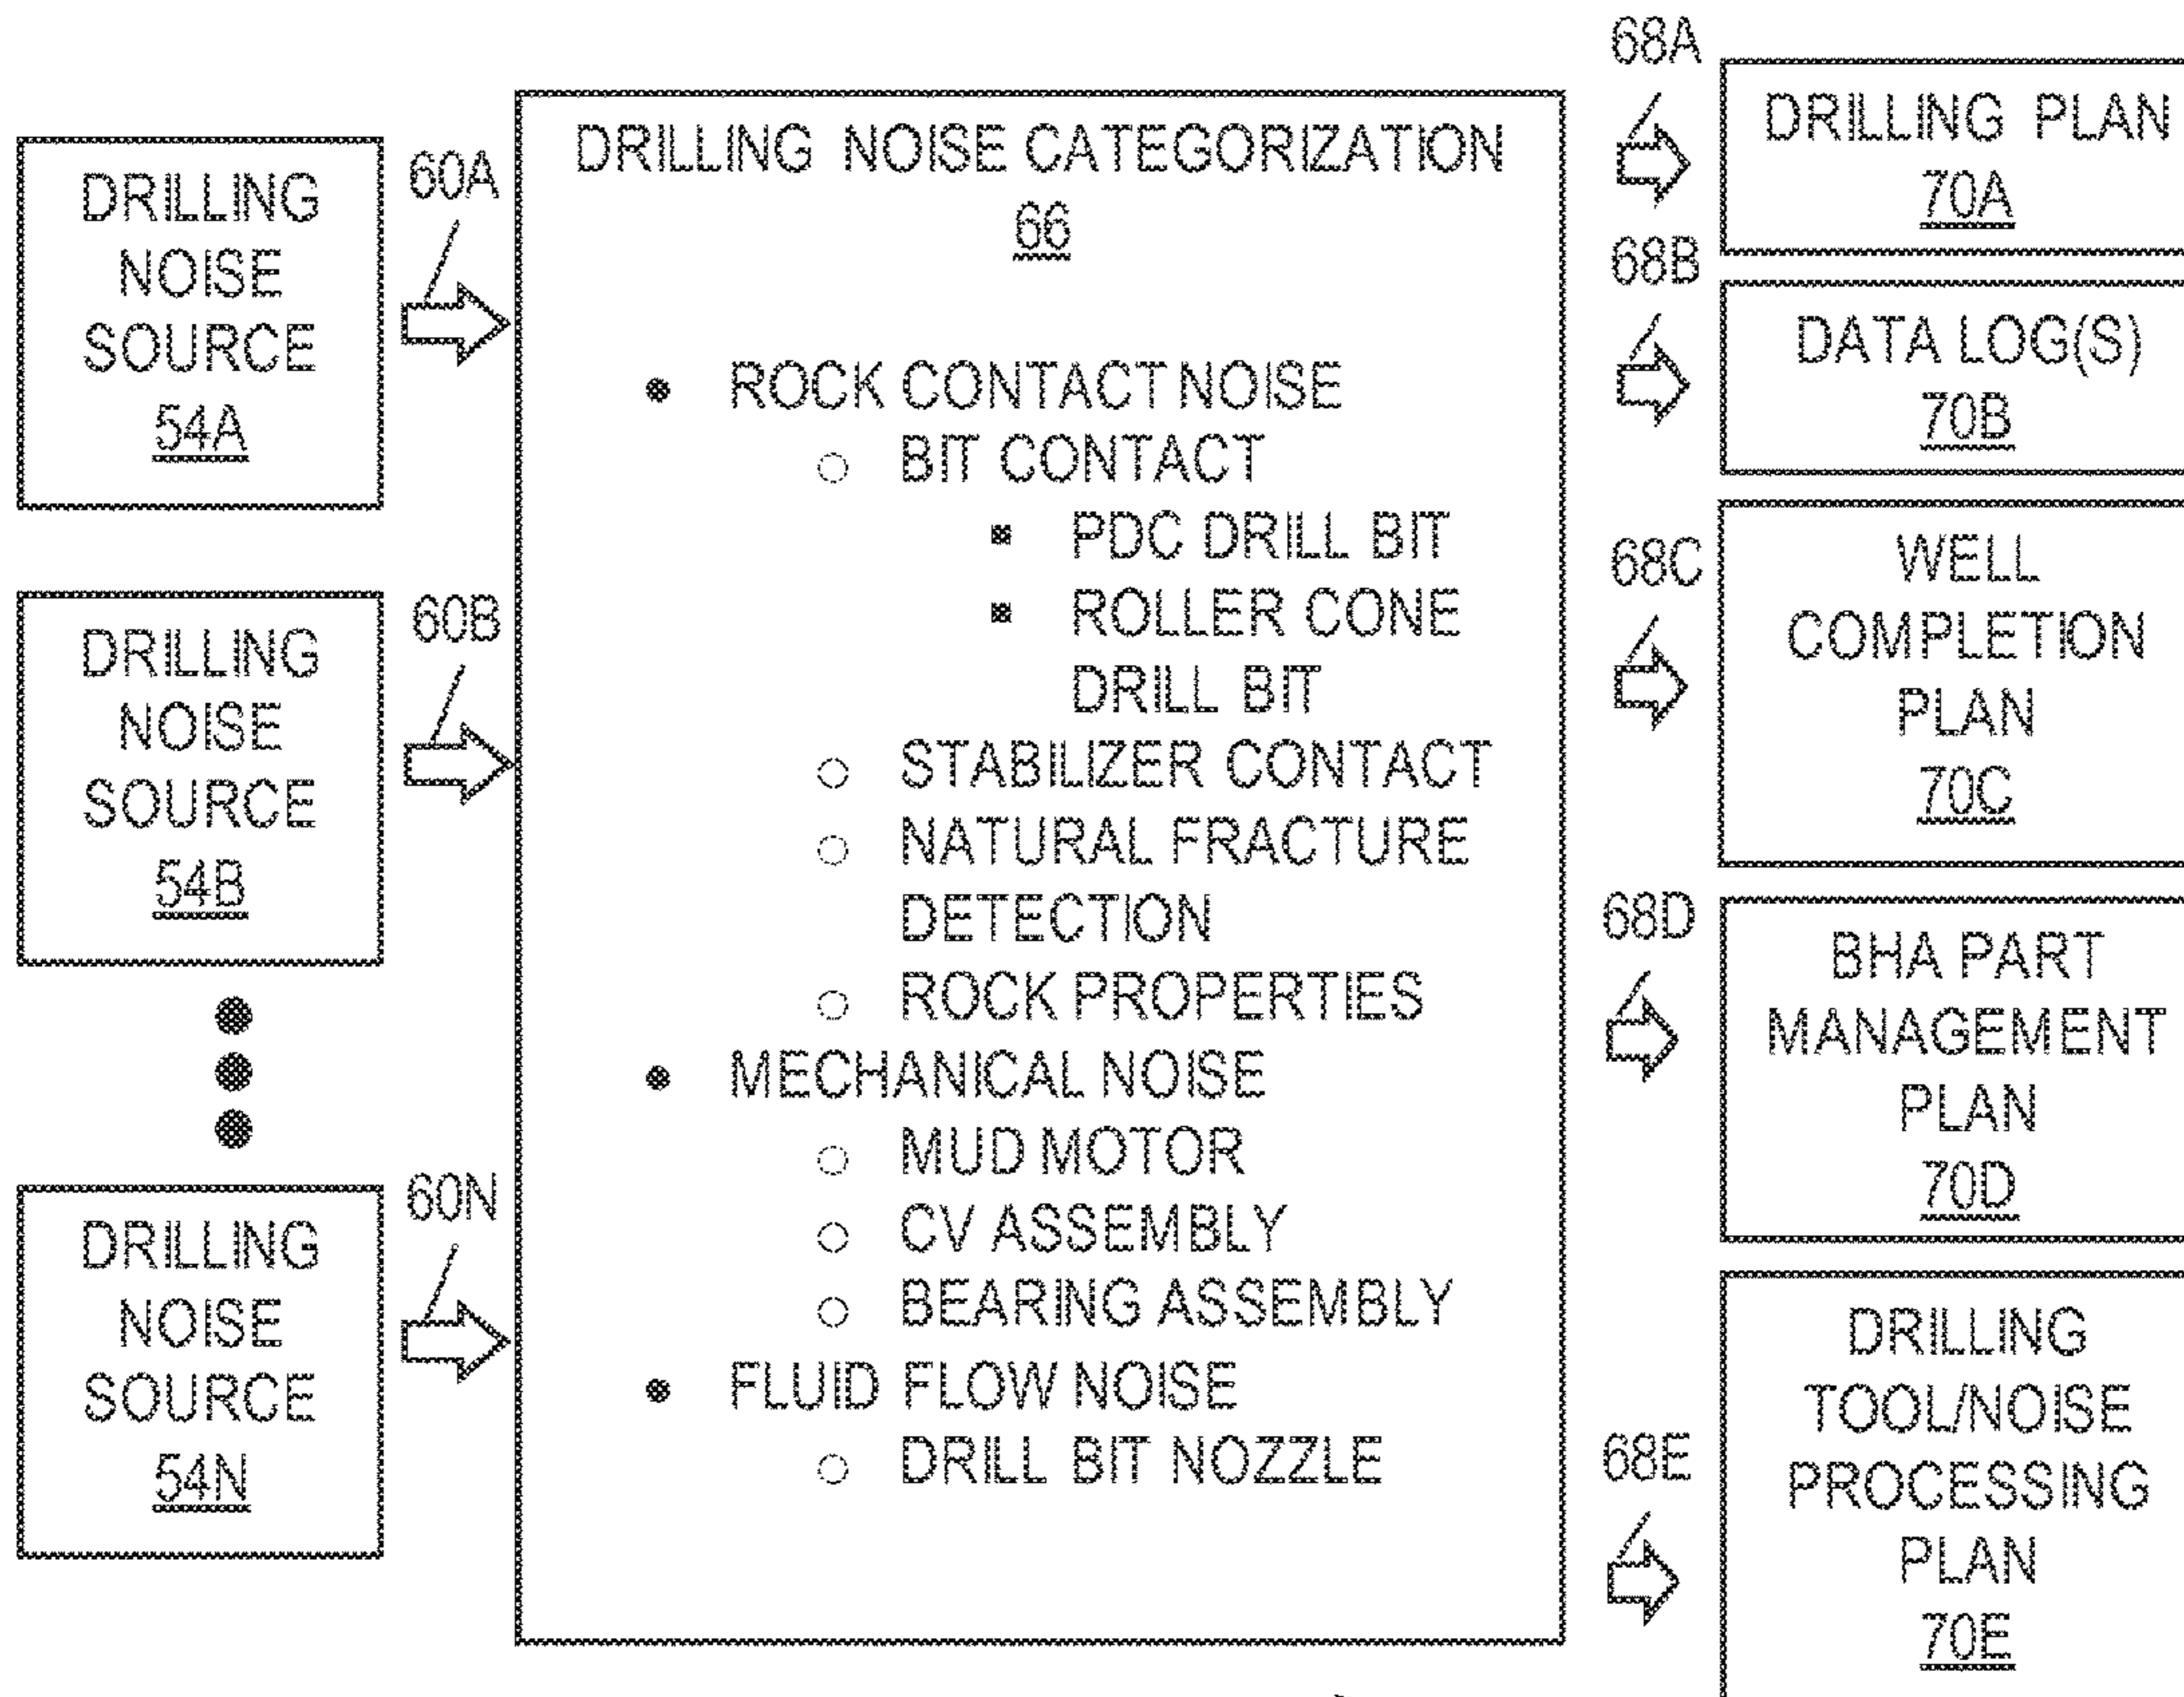 DRILLING
NOISE
SOURCE
54A
60A
DRILLING
NOISE
SOURCE
54B
60B
DRILLING
NOISE
SOURCE
54N
60N
DRILLING NOISE CATEGORIZATION
66
• ROCK CONTACT NOISE
○ BIT CONTACT
▪ PDC DRILL BIT
▪ ROLLER CONE
DRILL BIT
○ STABILIZER CONTACT
○ NATURAL FRACTURE
DETECTION
○ ROCK PROPERTIES
• MECHANICAL NOISE
○ MUD MOTOR
○ CV ASSEMBLY
○ BEARING ASSEMBLY
• FLUID FLOW NOISE
○ DRILL BIT NOZZLE
68A
DRILLING PLAN
70A
68B
DATA LOG(S)
70B
68C
WELL
COMPLETION
PLAN
70C
68D
BHA PART
MANAGEMENT
PLAN
70D
68E
DRILLING
TOOL/NOISE
PROCESSING
PLAN
70E